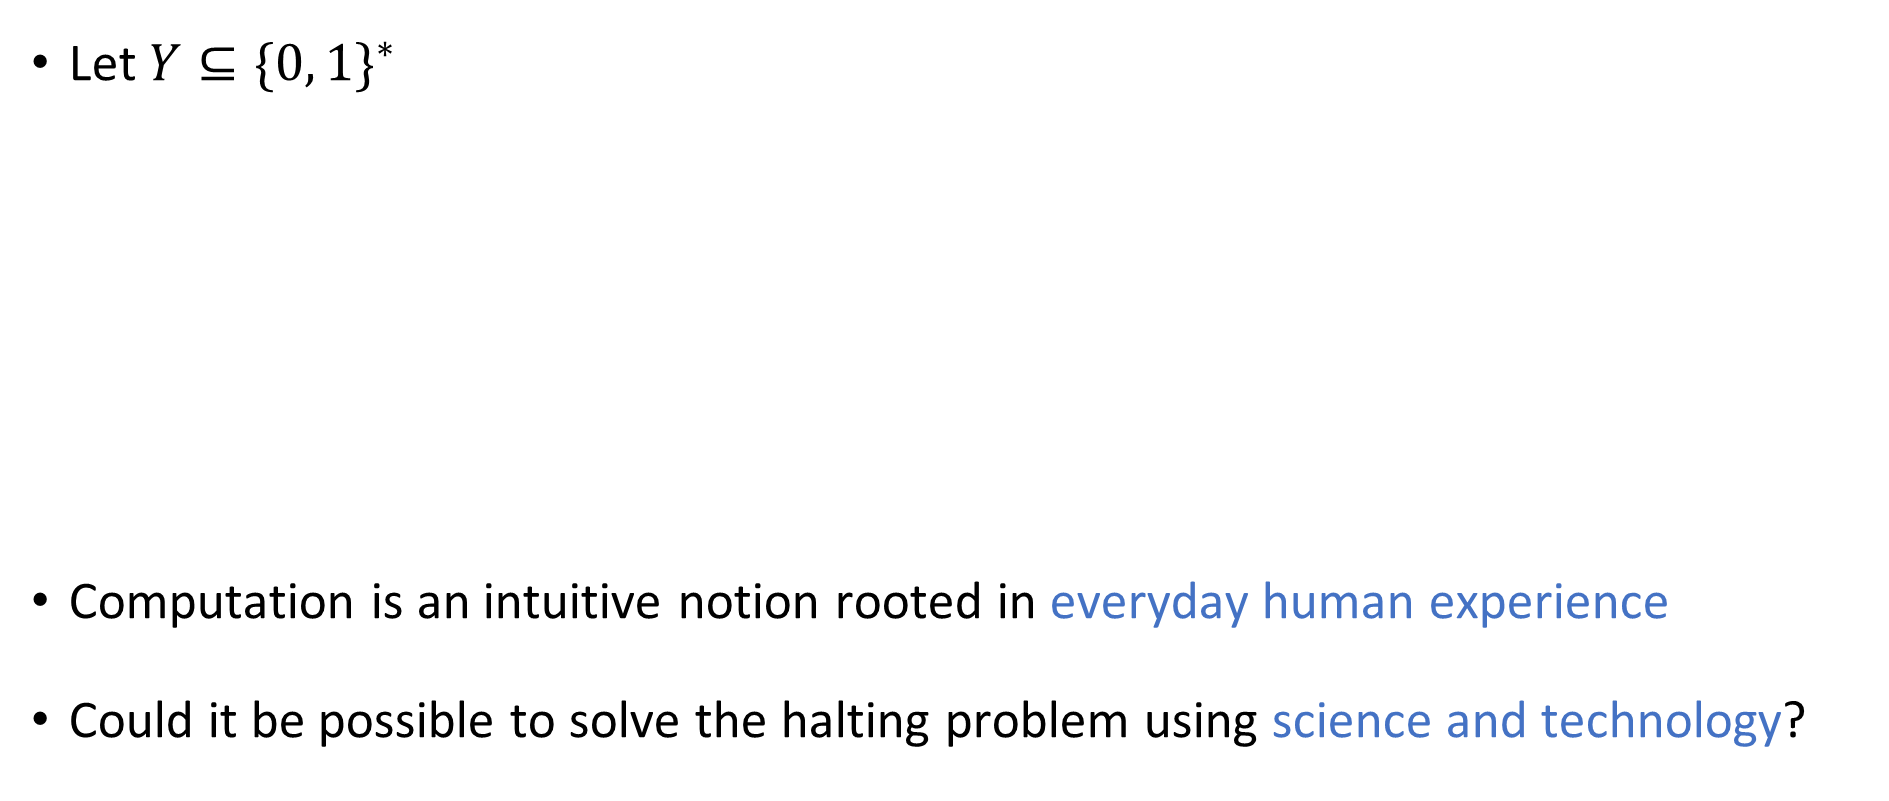 • Let 𝑌 ⊆ {0, 1}*
• Computation is an intuitive notion rooted in everyday human experience
• Could it be possible to solve the halting problem using science and technology?